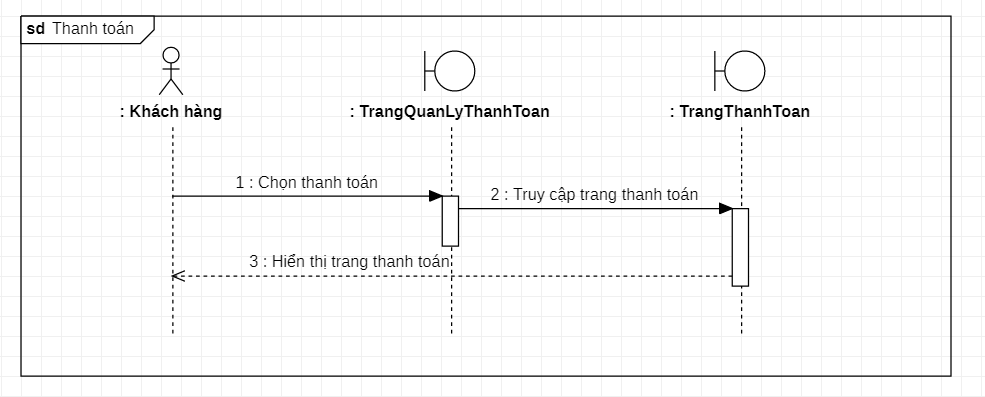 sd Thanh toán
: Khách hàng
: TrangQuanLyThanhToan
: TrangThanhToan
1 : Chọn thanh toán
2 : Truy cập trang thanh toán
3 : Hiển thị trang thanh toán